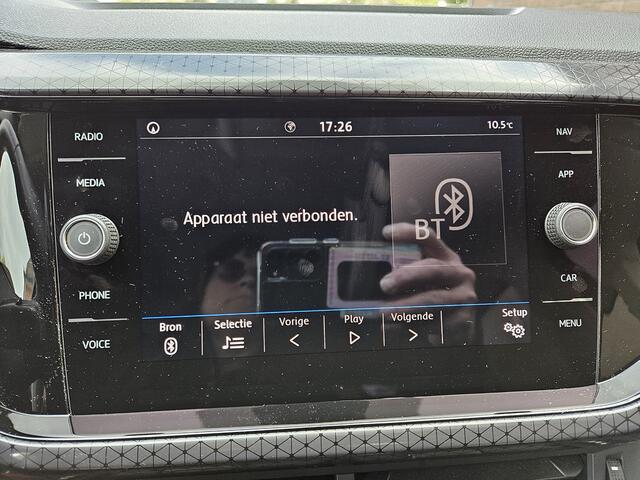 RADIO
MEDIA
PHONE
VOICE
17:26
10.5°C
Apparaat niet verbonden.
BT
Bron
Selectie
Vorige
Play
Volgende
Setup
NAV
APP
CAR
MENU